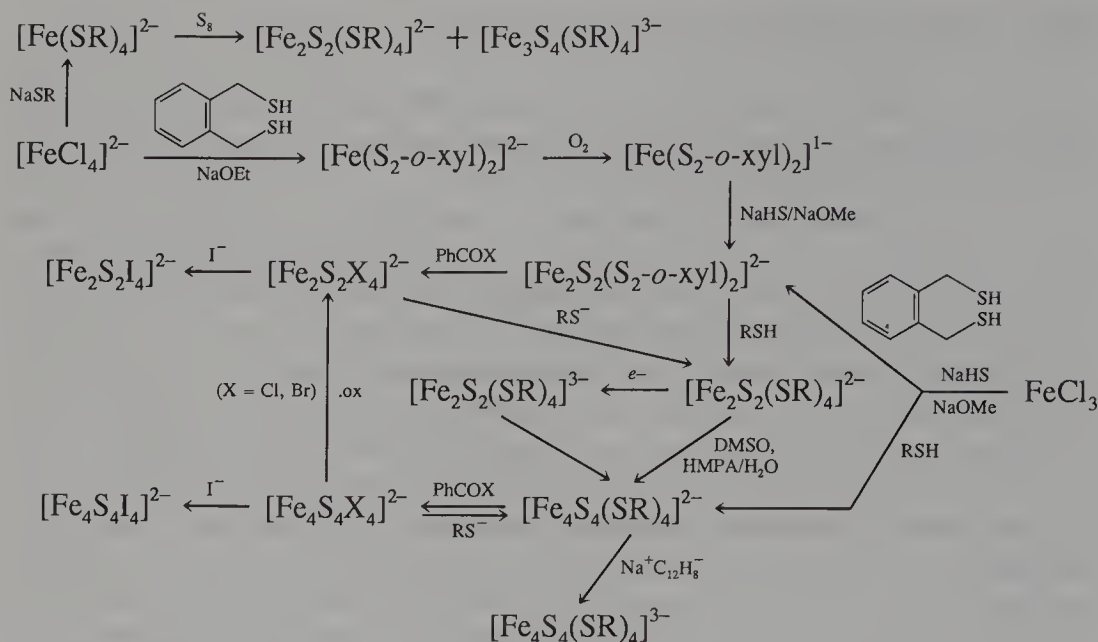 [Fe(SR)₄]²⁻ S₈ [Fe₂S₂(SR)₄]²⁻ + [Fe₃S₄(SR)₄]³⁻
NaSR
SH
SH
[FeCl₄]²⁻ NaOEt [Fe(S₂-o-xyl)₂]²⁻ O₂ [Fe(S₂-o-xyl)₂]¹⁻
NaHS/NaOMe
[Fe₂S₂I₄]²⁻ I⁻ [Fe₂S₂X₄]²⁻ PhCOX [Fe₂S₂(S₂-o-xyl)₂]²⁻
SH
SH
RS⁻ RSH
(X = Cl, Br) .ox [Fe₂S₂(SR)₄]³⁻ e− [Fe₂S₂(SR)₄]²⁻ NaHS NaOMe FeCl₃
DMSO,
HMPA/H₂O
RSH
[Fe₄S₄I₄]²⁻ I⁻ [Fe₄S₄X₄]²⁻ PhCOX RS⁻ [Fe₄S₄(SR)₄]²⁻
Na⁺C₁₂H₈⁻
[Fe₄S₄(SR)₄]³⁻